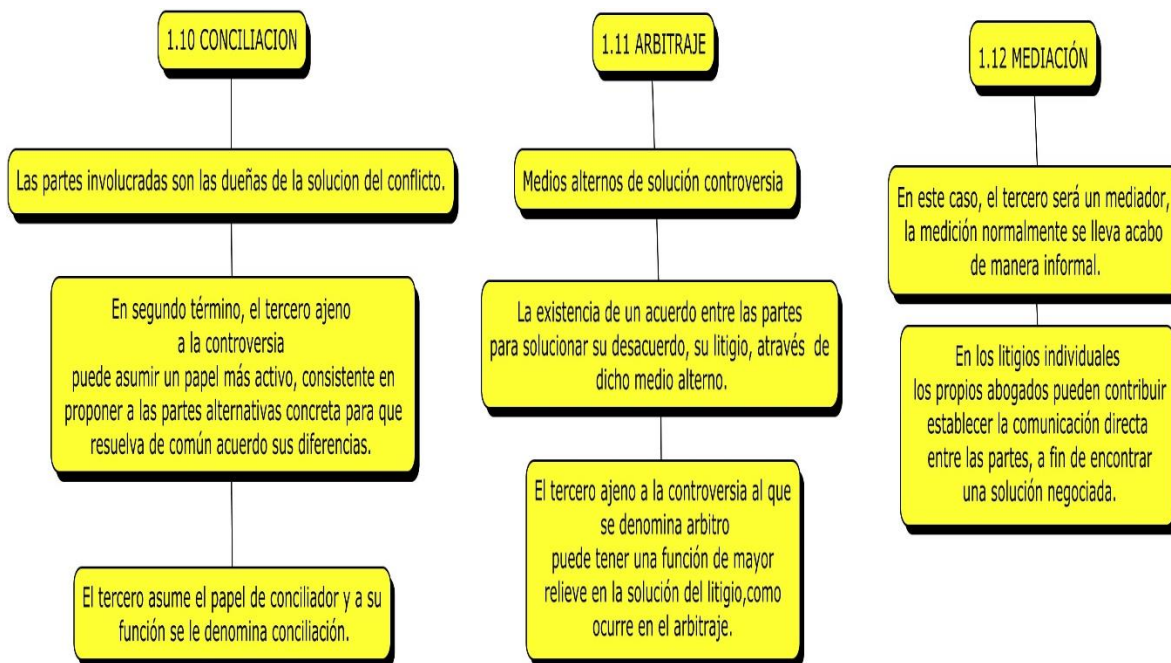 1.10 CONCILIACION
Las partes involucradas son las dueñas de la solucion del conflicto.
En segundo término, el tercero ajeno
a la controversia
puede asumir un papel más activo, consistente en
proponer a las partes alternativas concreta para que
resuelva de común acuerdo sus diferencias.
El tercero asume el papel de conciliador y a su
función se le denomina conciliación.
1.11 ARBITRAJE
Medios alternos de solución controversia
La existencia de un acuerdo entre las partes
para solucionar su desacuerdo, su litigio, através de
dicho medio alterno.
El tercero ajeno a la controversia al que
se denomina arbitro
puede tener una función de mayor
relieve en la solución del litigio,como
ocurre en el arbitraje.
1.12 MEDIACIÓN
En este caso, el tercero será un mediador,
la medición normalmente se lleva acabo
de manera informal.
En los litigios individuales
los propios abogados pueden contribuir
establecer la comunicación directa
entre las partes, a fin de encontrar
una solución negociada.